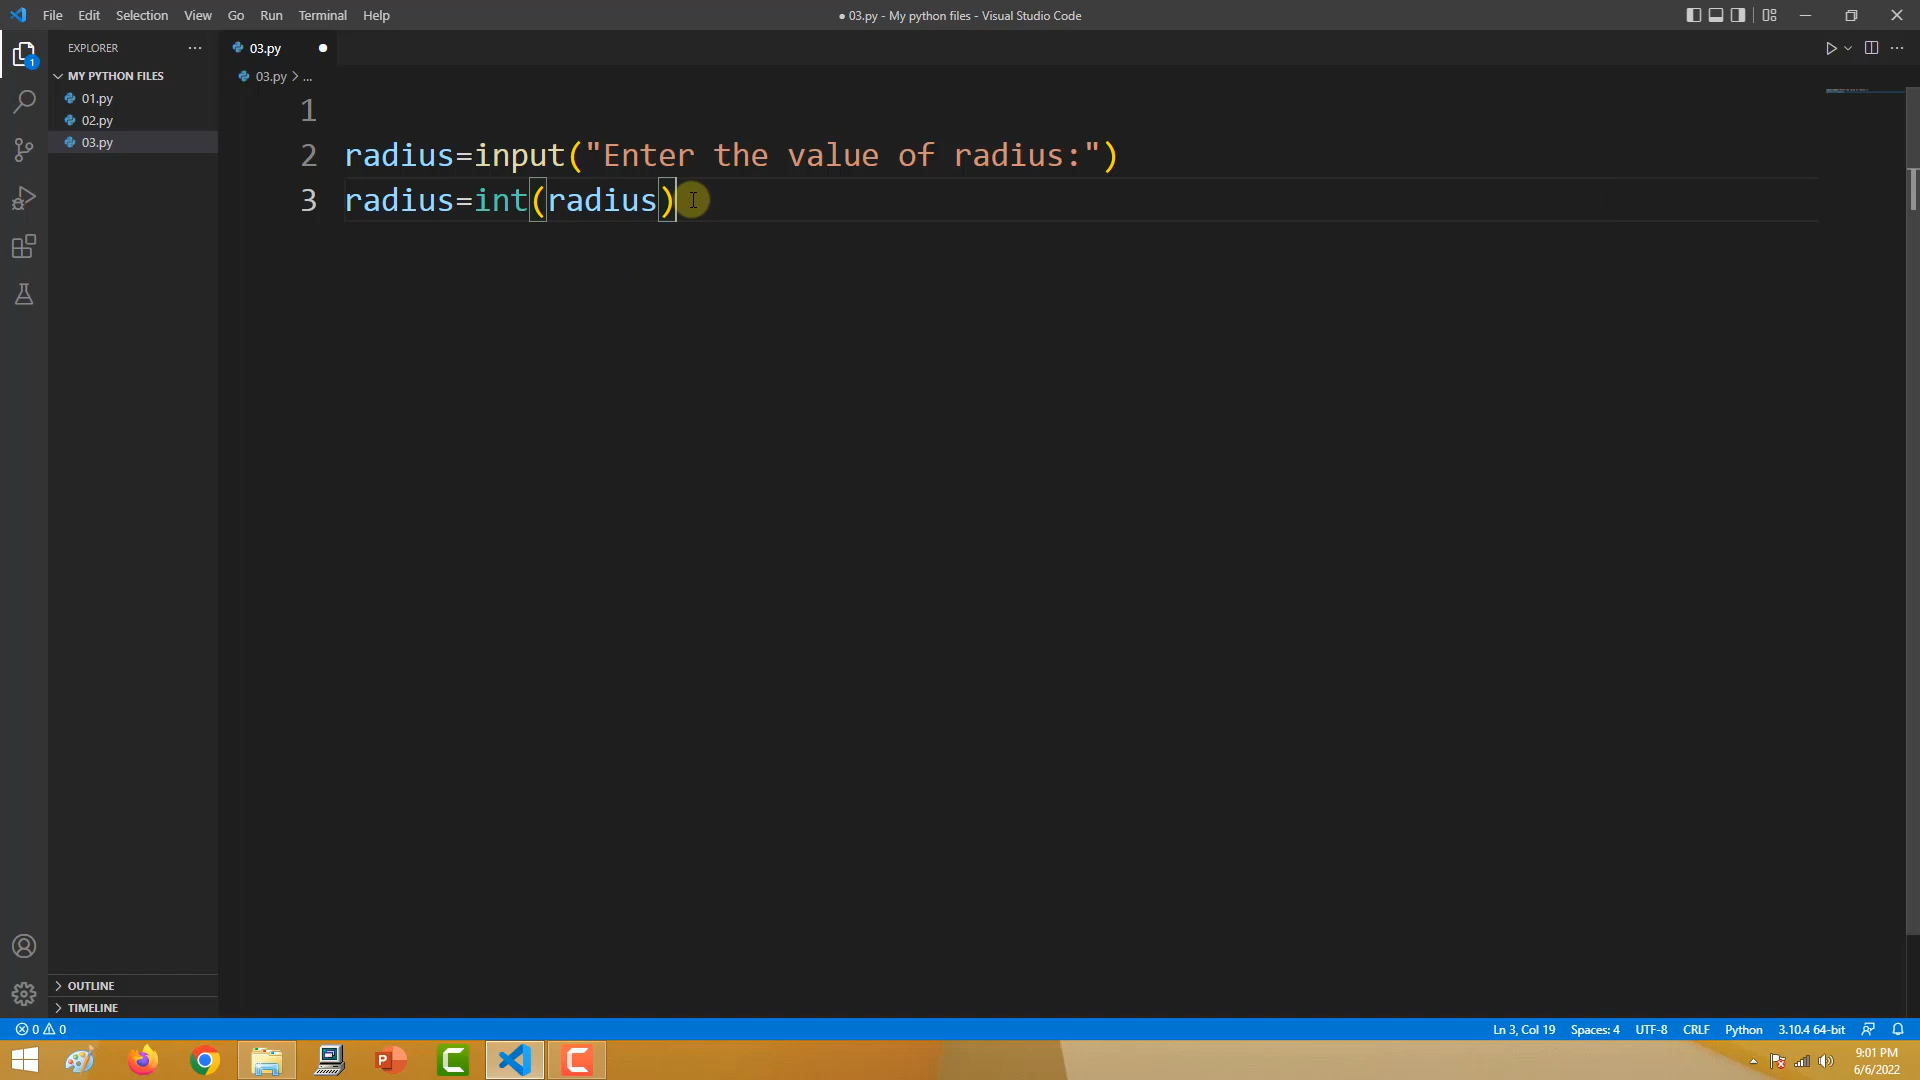 File Edit Selection View Go Run Terminal Help
● 03.py - My python files - Visual Studio Code
EXPLORER
MY PYTHON FILES
01.py
02.py
03.py
OUTLINE
TIMELINE
03.py
03.py > ...
1
2 radius=input("Enter the value of radius:")
3 radius=int(radius)
1
0 0
Ln 3, Col 19 Spaces: 4 UTF-8 CRLF Python 3.10.4 64-bit
P
9:01 PM
6/6/2022